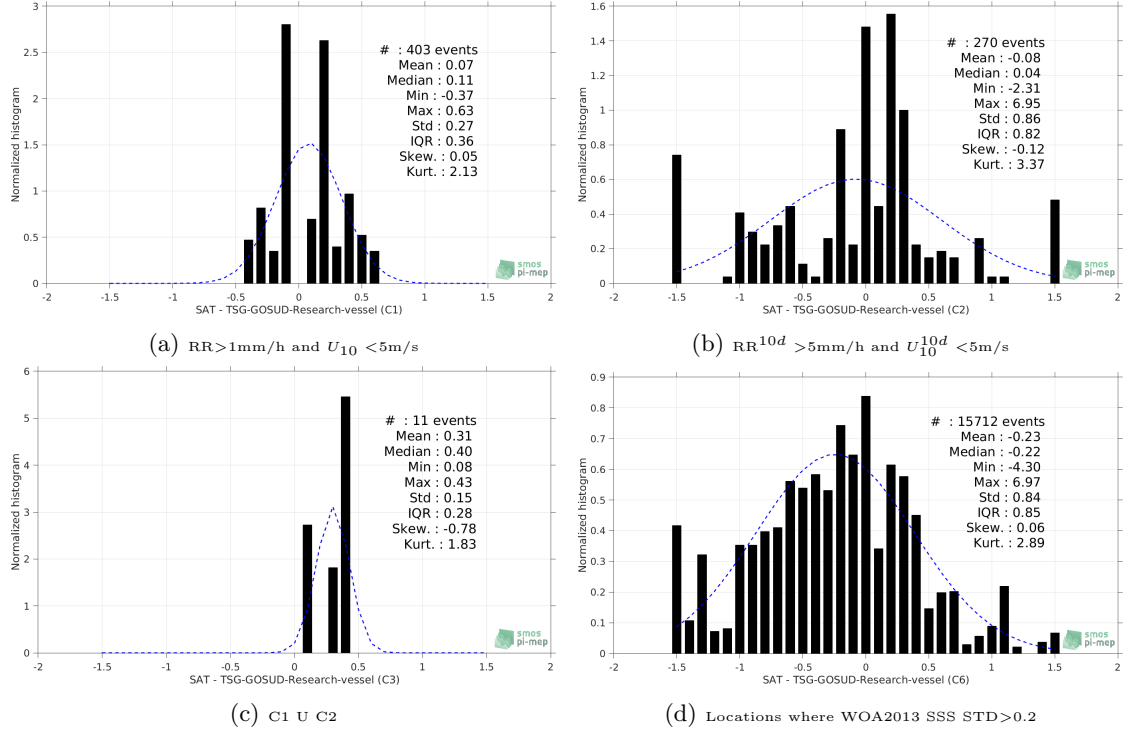 3
2.5
2
1.5
1
0.5
0
-2
-1.5
-1
-0.5
0
0.5
1
1.5
2
Normalized histogram
# : 403 events
Mean : 0.07
Median : 0.11
Min : -0.37
Max : 0.63
Std : 0.27
IQR : 0.36
Skew. : 0.05
Kurt. : 2.13
smos
pi-mep
SAT - TSG-GOSUD-Research-vessel (C1)
(a) RR>1mm/h and U10 <5m/s
1.6
1.4
1.2
1
0.8
0.6
0.4
0.2
0
-2
-1.5
-1
-0.5
0
0.5
1
1.5
2
Normalized histogram
# : 270 events
Mean : -0.08
Median : 0.04
Min : -2.31
Max : 6.95
Std : 0.86
IQR : 0.82
Skew. : -0.12
Kurt. : 3.37
smos
pi-mep
SAT - TSG-GOSUD-Research-vessel (C2)
(b) RR10d >5mm/h and U1010d <5m/s
6
5
4
3
2
1
0
-2
-1.5
-1
-0.5
0
0.5
1
1.5
2
Normalized histogram
# : 11 events
Mean : 0.31
Median : 0.40
Min : 0.08
Max : 0.43
Std : 0.15
IQR : 0.28
Skew. : -0.78
Kurt. : 1.83
smos
pi-mep
SAT - TSG-GOSUD-Research-vessel (C3)
(c) C1 U C2
0.9
0.8
0.7
0.6
0.5
0.4
0.3
0.2
0.1
0
-2
-1.5
-1
-0.5
0
0.5
1
1.5
2
Normalized histogram
# : 15712 events
Mean : -0.23
Median : -0.22
Min : -4.30
Max : 6.97
Std : 0.84
IQR : 0.85
Skew. : 0.06
Kurt. : 2.89
smos
pi-mep
SAT - TSG-GOSUD-Research-vessel (C6)
(d) Locations where WOA2013 SSS STD>0.2